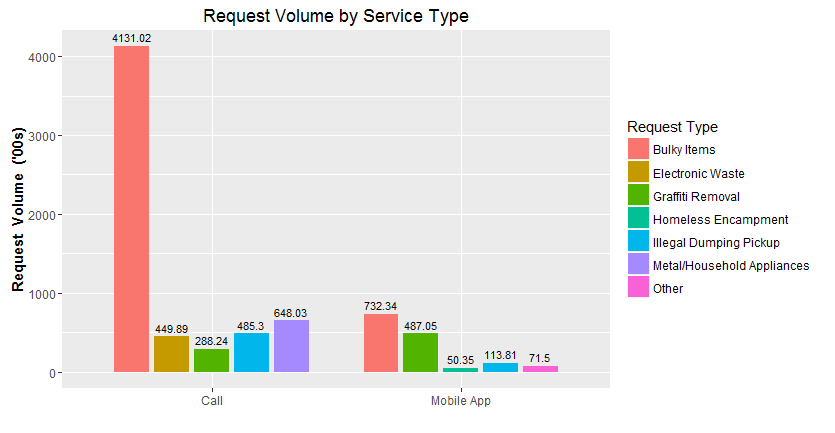 Request Volume by Service Type
Request Volume ('00s)
4000
3000
2000
1000
0
4131.02
449.89
288.24
485.3
648.03
732.34
487.05
50.35
113.81
71.5
Call
Mobile App
Request Type
Bulky Items
Electronic Waste
Graffiti Removal
Homeless Encampment
Illegal Dumping Pickup
Metal/Household Appliances
Other